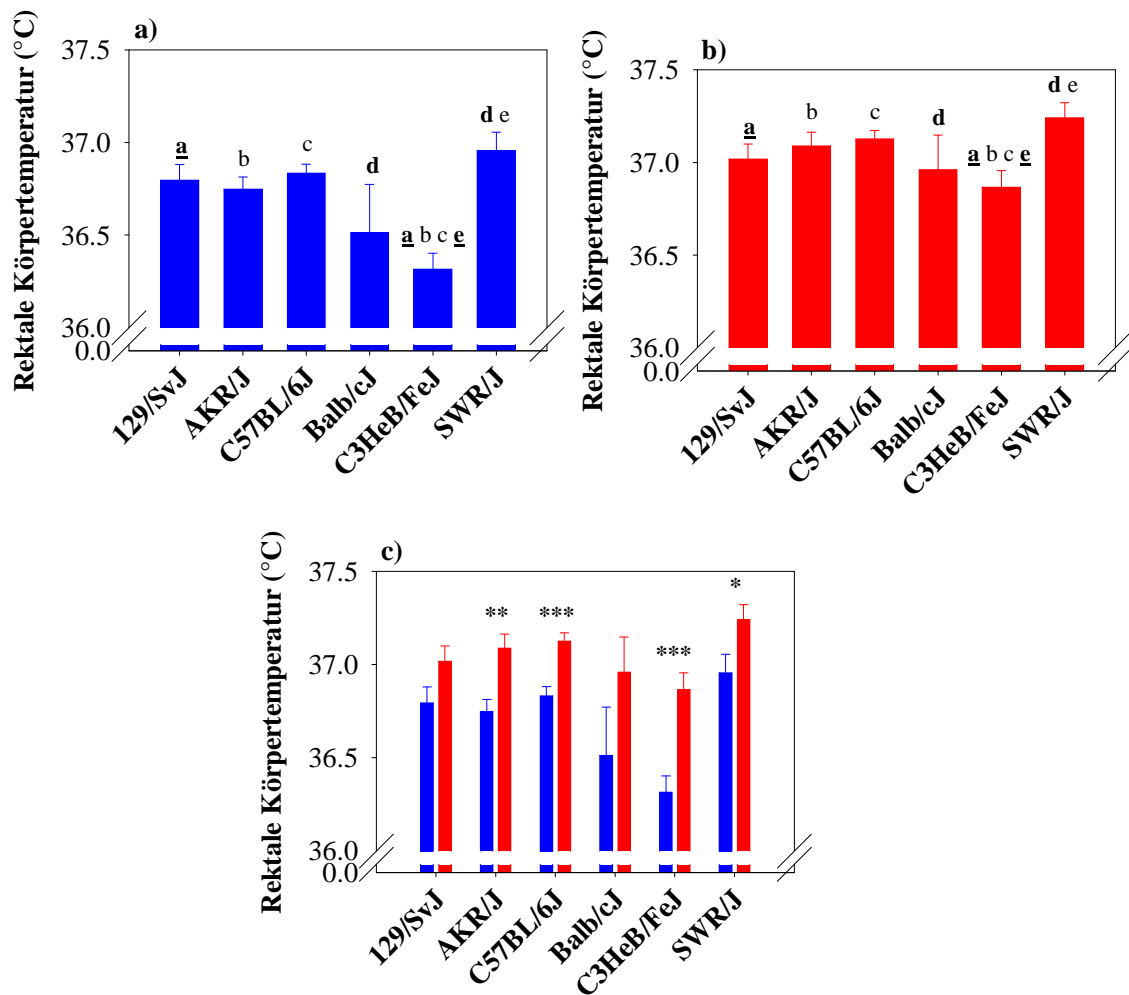 a)
Rektale Körpertemperatur (°C)
37.5
37.0
36.5
36.0
0.0
a b c d a b c e d e
129/SvJ
AKR/J
C57BL/6J
Balb/cJ
C3HeB/FeJ
SWR/J
b)
Rektale Körpertemperatur (°C)
37.5
37.0
36.5
36.0
0.0
a b c d a b c e d e
129/SvJ
AKR/J
C57BL/6J
Balb/cJ
C3HeB/FeJ
SWR/J
c)
Rektale Körpertemperatur (°C)
37.5
37.0
36.5
36.0
0.0
** *** *** *
129/SvJ
AKR/J
C57BL/6J
Balb/cJ
C3HeB/FeJ
SWR/J